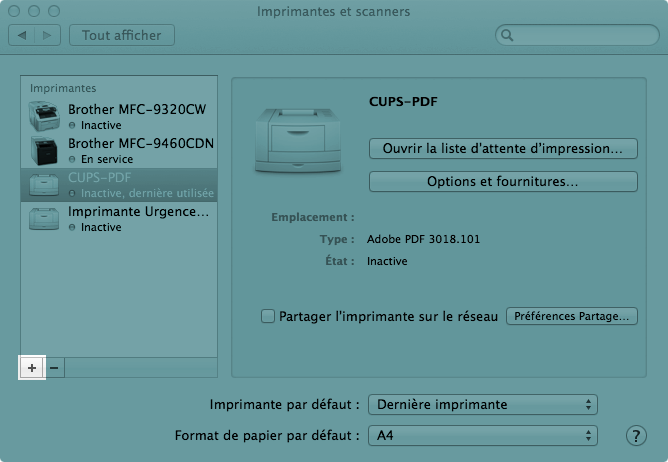 Imprimantes et scanners
Tout afficher
Imprimantes
Brother MFC-9320CW
Inactive
Brother MFC-9460CDN
En service
CUPS-PDF
Inactive, dernière utilisée
Imprimante Urgence...
Inactive
+ −
CUPS-PDF
Ouvrir la liste d'attente d'impression...
Options et fournitures...
Emplacement :
Type : Adobe PDF 3018.101
État : Inactive
Partager l'imprimante sur le réseau Préférences Partage...
Imprimante par défaut : Dernière imprimante
Format de papier par défaut : A4
?